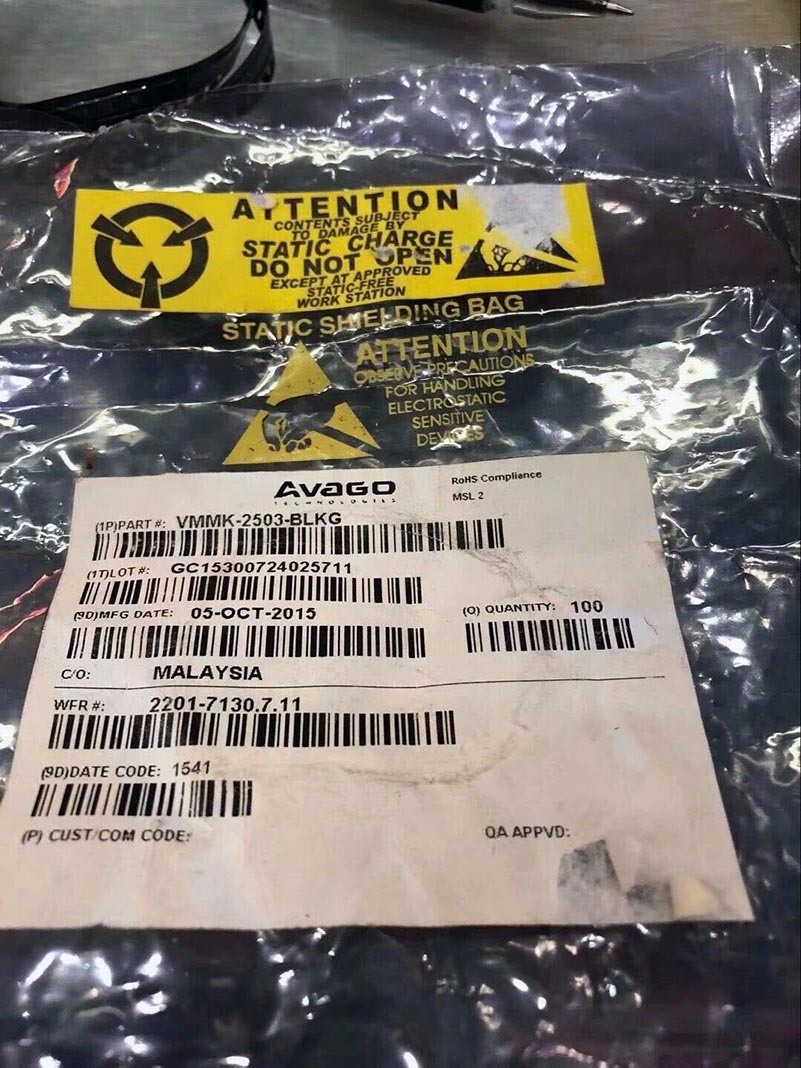 ATTENTION
CONTENTS SUBJECT
TO DAMAGE BY
STATIC CHARGE
DO NOT OPEN
EXCEPT AT APPROVED
STATIC-FREE
WORK STATION
STATIC SHIELDING BAG
ATTENTION
OBSERVE PRECAUTIONS
FOR HANDLING
ELECTROSTATIC
SENSITIVE
DEVICES
AVAGO
TECHNOLOGIES
RoHS Compliance
MSL 2
(1P)PART #: VMMK-2503-BLKG
(1T)LOT #: GC15300724025711
(9D)MFG DATE: 05-OCT-2015
(Q) QUANTITY: 100
C/O: MALAYSIA
WFR #: 2201-7130.7.11
(9D)DATE CODE: 1541
(P) CUST/COM CODE:
QA APPVD: